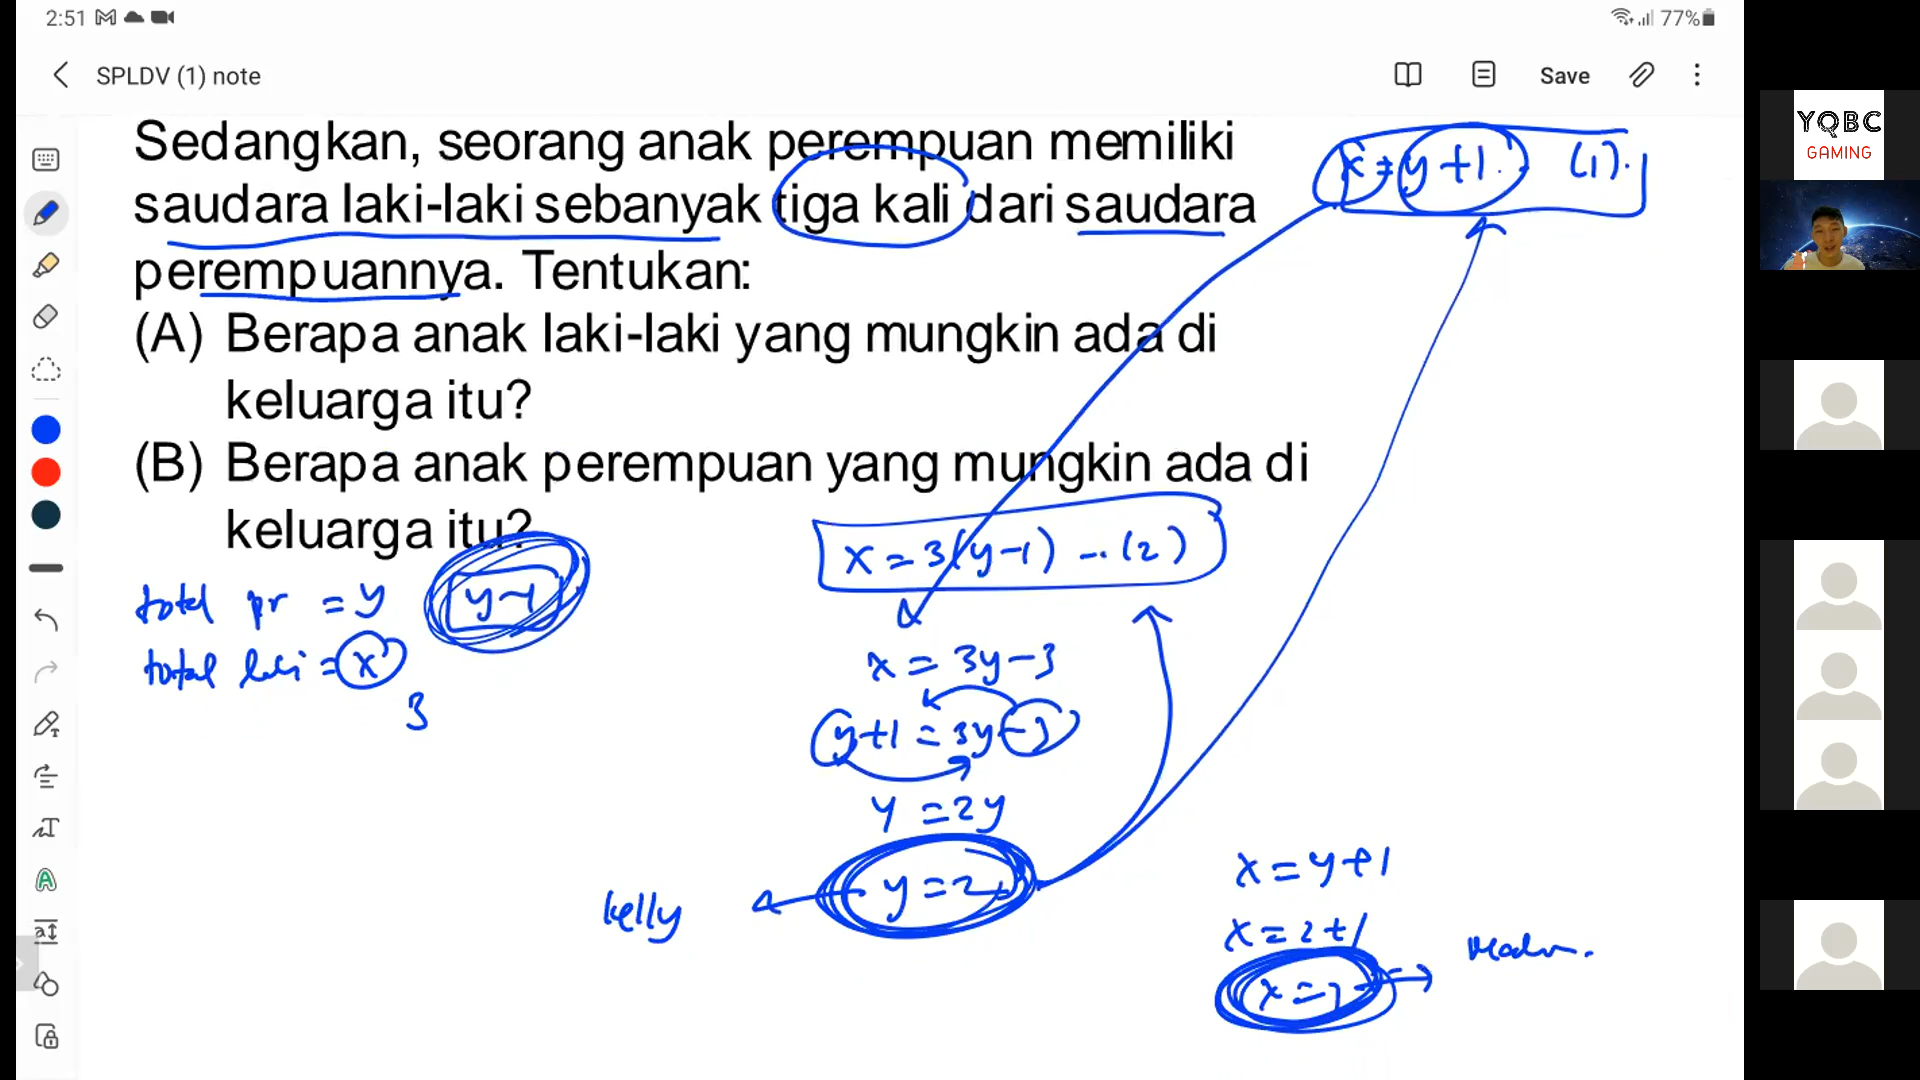 2:51
77%
SPLDV (1) note
Save
Sedangkan, seorang anak perempuan memiliki
saudara laki-laki sebanyak tiga kali dari saudara
perempuannya. Tentukan:
(A) Berapa anak laki-laki yang mungkin ada di
keluarga itu?
(B) Berapa anak perempuan yang mungkin ada di
keluarga itu?
x = y + 1. (1).
total pr = y
y-1
total laki = x
3
x = 3(y-1) -.. (2)
x = 3y - 3
y+1 = 3y - 3
4 = 2y
y = 2
kelly
x = y + 1
x = 2 + 1
x = 3
YQBC
GAMING